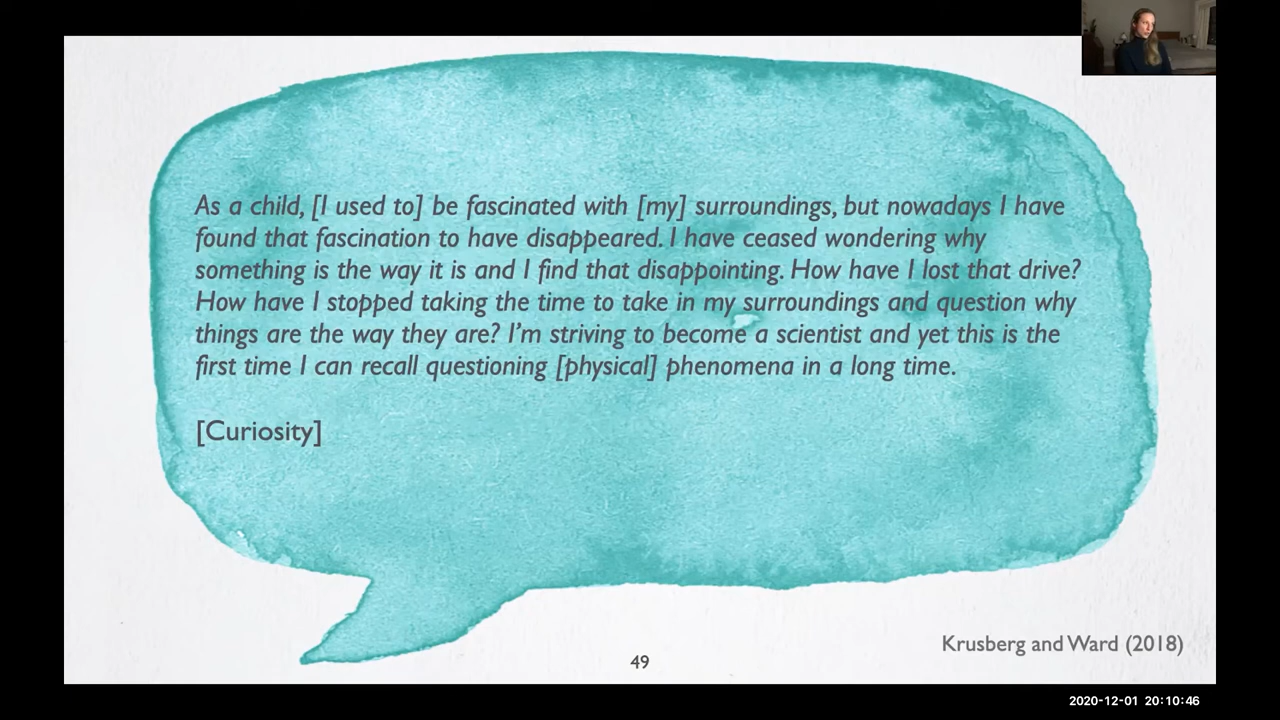 As a child, [I used to] be fascinated with [my] surroundings, but nowadays I have
found that fascination to have disappeared. I have ceased wondering why
something is the way it is and I find that disappointing. How have I lost that drive?
How have I stopped taking the time to take in my surroundings and question why
things are the way they are? I’m striving to become a scientist and yet this is the
first time I can recall questioning [physical] phenomena in a long time.
[Curiosity]
Krusberg and Ward (2018)
49
2020-12-01 20:10:46